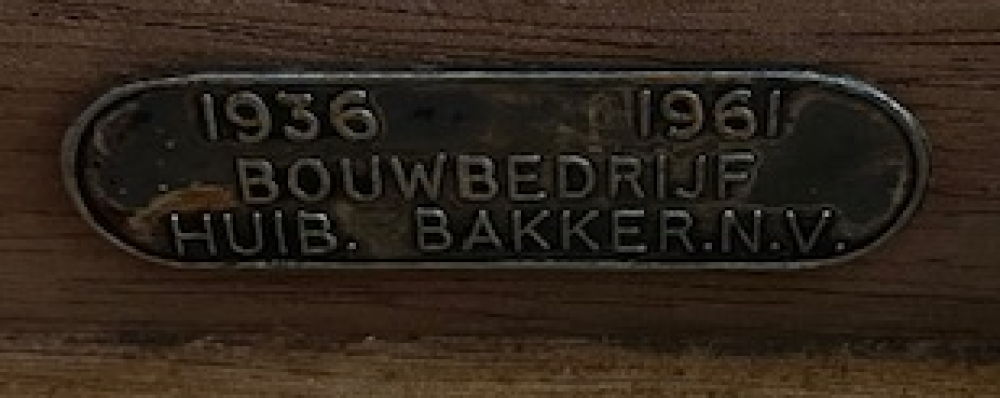 1936 1961
BOUWBEDRIJF
HUIB. BAKKER.N.V.